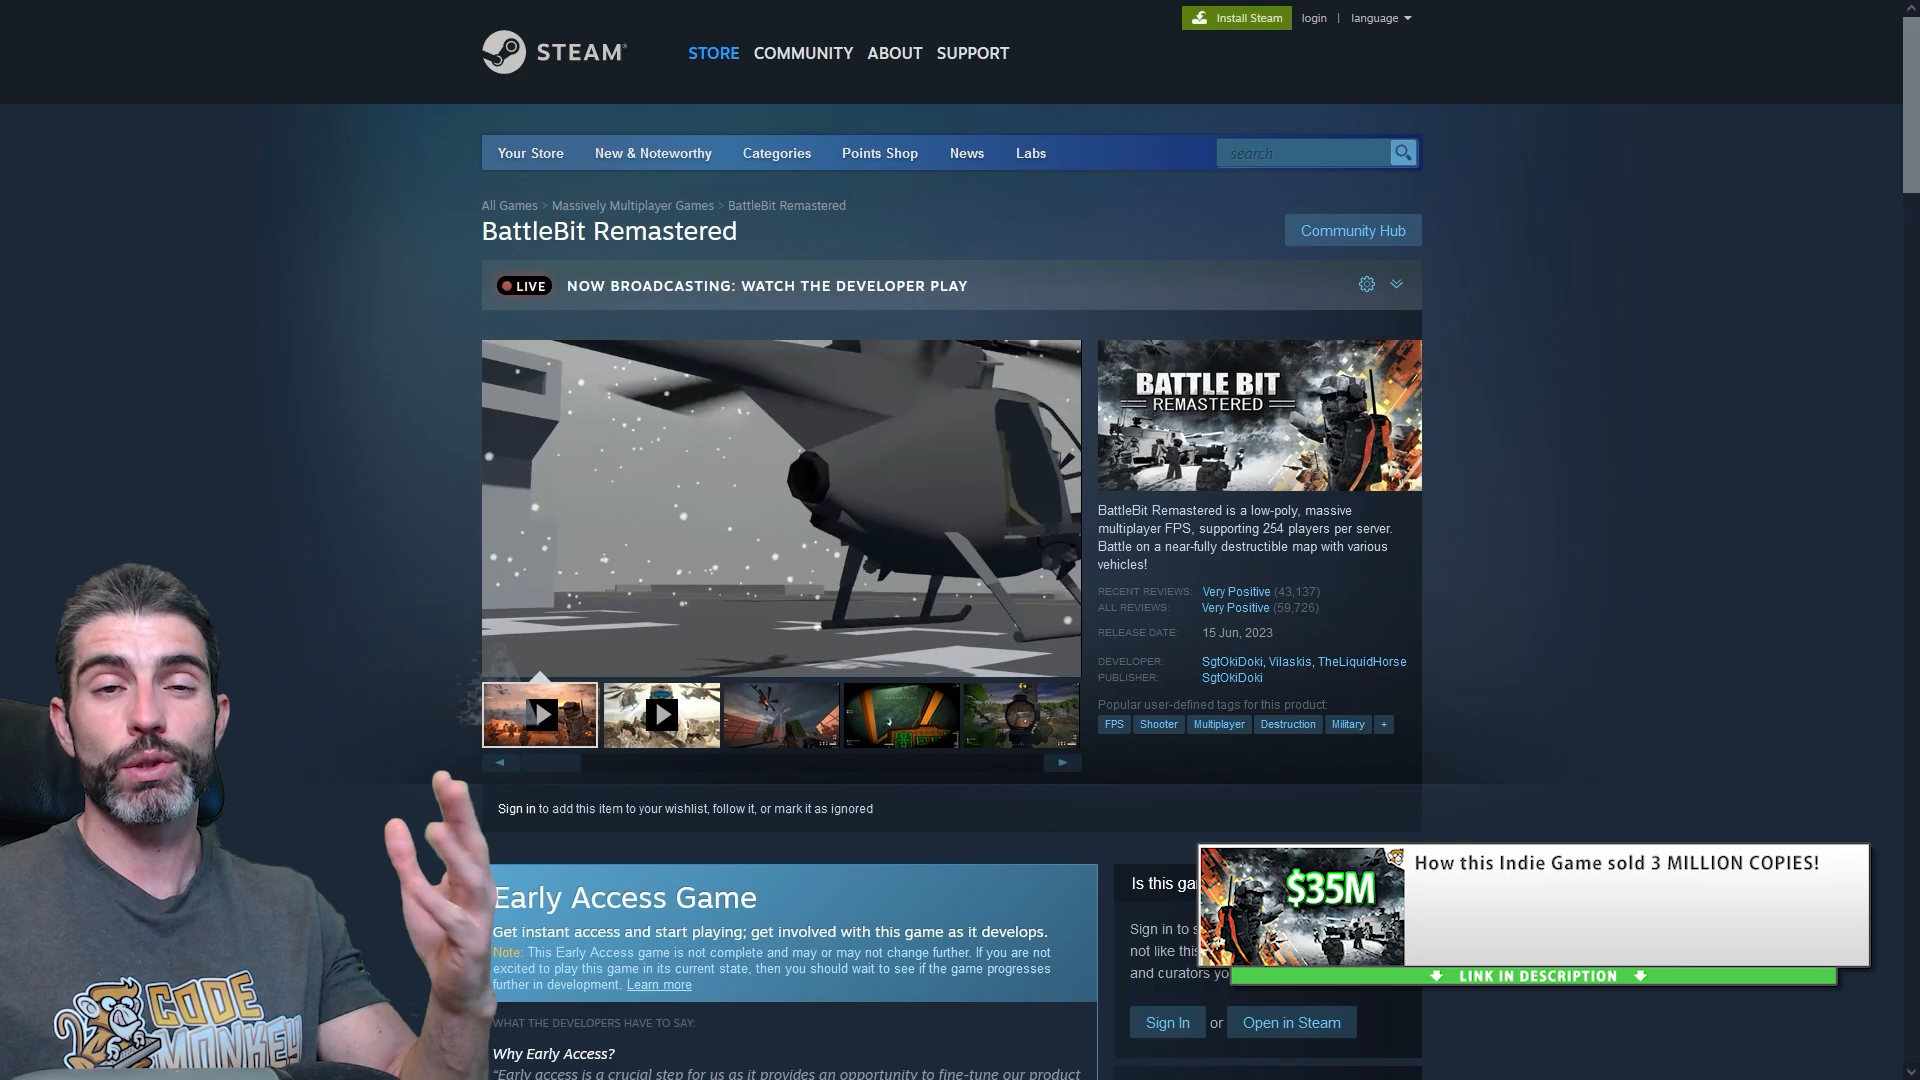 Install Steam login | language
STEAM
STORE COMMUNITY ABOUT SUPPORT
Your Store New & Noteworthy Categories Points Shop News Labs search
All Games > Massively Multiplayer Games > BattleBit Remastered
BattleBit Remastered
Community Hub
LIVE NOW BROADCASTING: WATCH THE DEVELOPER PLAY
BATTLE BIT
REMASTERED
BattleBit Remastered is a low-poly, massive
multiplayer FPS, supporting 254 players per server.
Battle on a near-fully destructible map with various
vehicles!
RECENT REVIEWS: Very Positive (43,137)
ALL REVIEWS: Very Positive (59,726)
RELEASE DATE: 15 Jun, 2023
DEVELOPER: SgtOkiDoki, Vilaskis, TheLiquidHorse
PUBLISHER: SgtOkiDoki
Popular user-defined tags for this product:
FPS Shooter Multiplayer Destruction Military +
Sign in to add this item to your wishlist, follow it, or mark it as ignored
Early Access Game
Get instant access and start playing; get involved with this game as it develops.
Note: This Early Access game is not complete and may or may not change further. If you are not
excited to play this game in its current state, then you should wait to see if the game progresses
further in development. Learn more
WHAT THE DEVELOPERS HAVE TO SAY:
Why Early Access?
“Early access is a crucial step for us as it provides an opportunity to fine-tune our product
Is this ga
Sign in to s
not like this
and curators yo
Sign In or Open in Steam
$35M
How this Indie Game sold 3 MILLION COPIES!
LINK IN DESCRIPTION
CODE
MONKEY